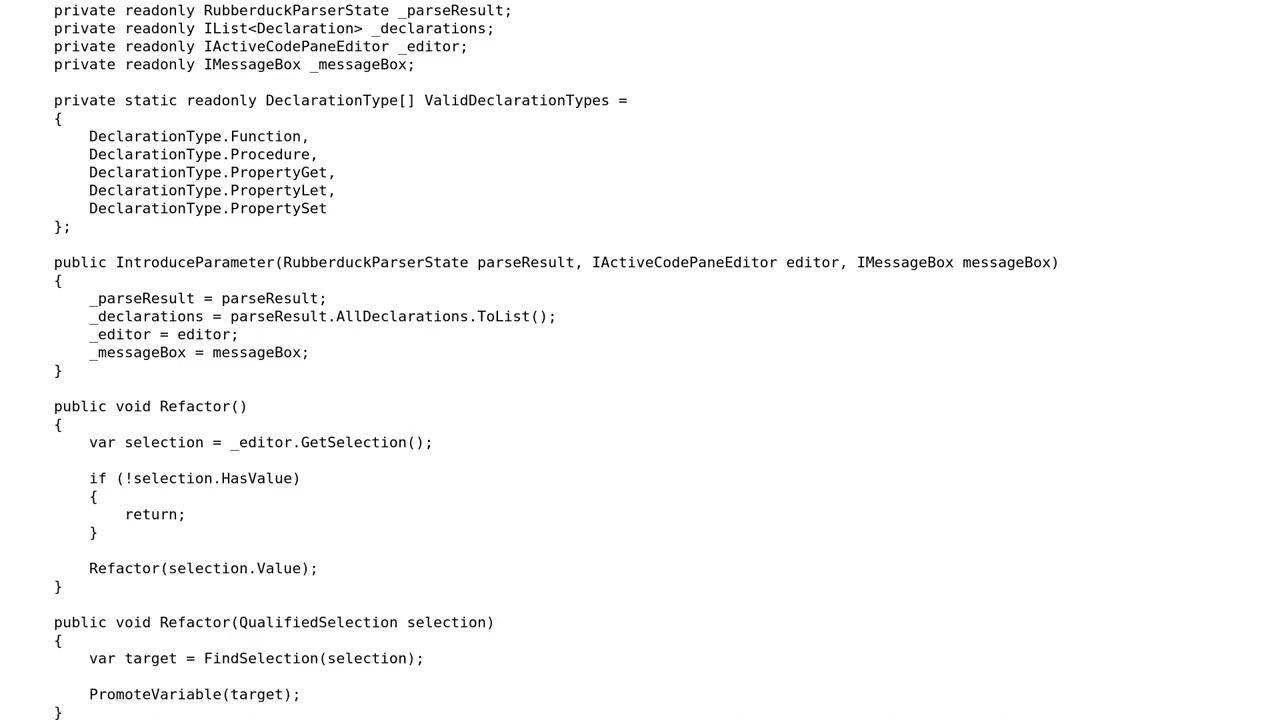 private readonly RubberduckParserState _parseResult;
private readonly IList<Declaration> _declarations;
private readonly IActiveCodePaneEditor _editor;
private readonly IMessageBox _messageBox;

private static readonly DeclarationType[] ValidDeclarationTypes =
{
    DeclarationType.Function,
    DeclarationType.Procedure,
    DeclarationType.PropertyGet,
    DeclarationType.PropertyLet,
    DeclarationType.PropertySet
};

public IntroduceParameter(RubberduckParserState parseResult, IActiveCodePaneEditor editor, IMessageBox messageBox)
{
    _parseResult = parseResult;
    _declarations = parseResult.AllDeclarations.ToList();
    _editor = editor;
    _messageBox = messageBox;
}

public void Refactor()
{
    var selection = _editor.GetSelection();

    if (!selection.HasValue)
    {
        return;
    }

    Refactor(selection.Value);
}

public void Refactor(QualifiedSelection selection)
{
    var target = FindSelection(selection);

    PromoteVariable(target);
}